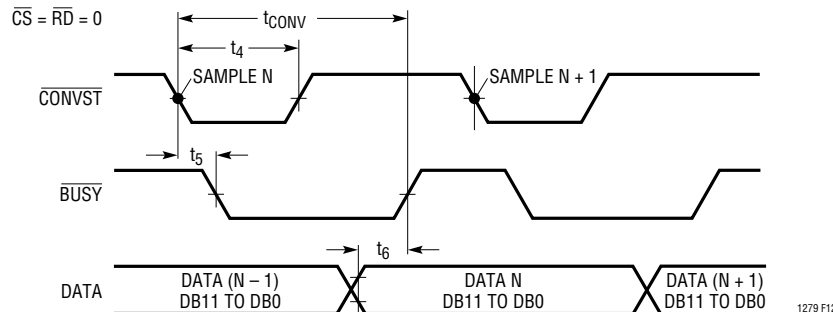 CS = RD = 0
tCONV
t4
SAMPLE N
SAMPLE N + 1
CONVST
t5
BUSY
t6
DATA
DATA (N – 1)
DB11 TO DB0
DATA N
DB11 TO DB0
DATA (N + 1)
DB11 TO DB0
1279 F12